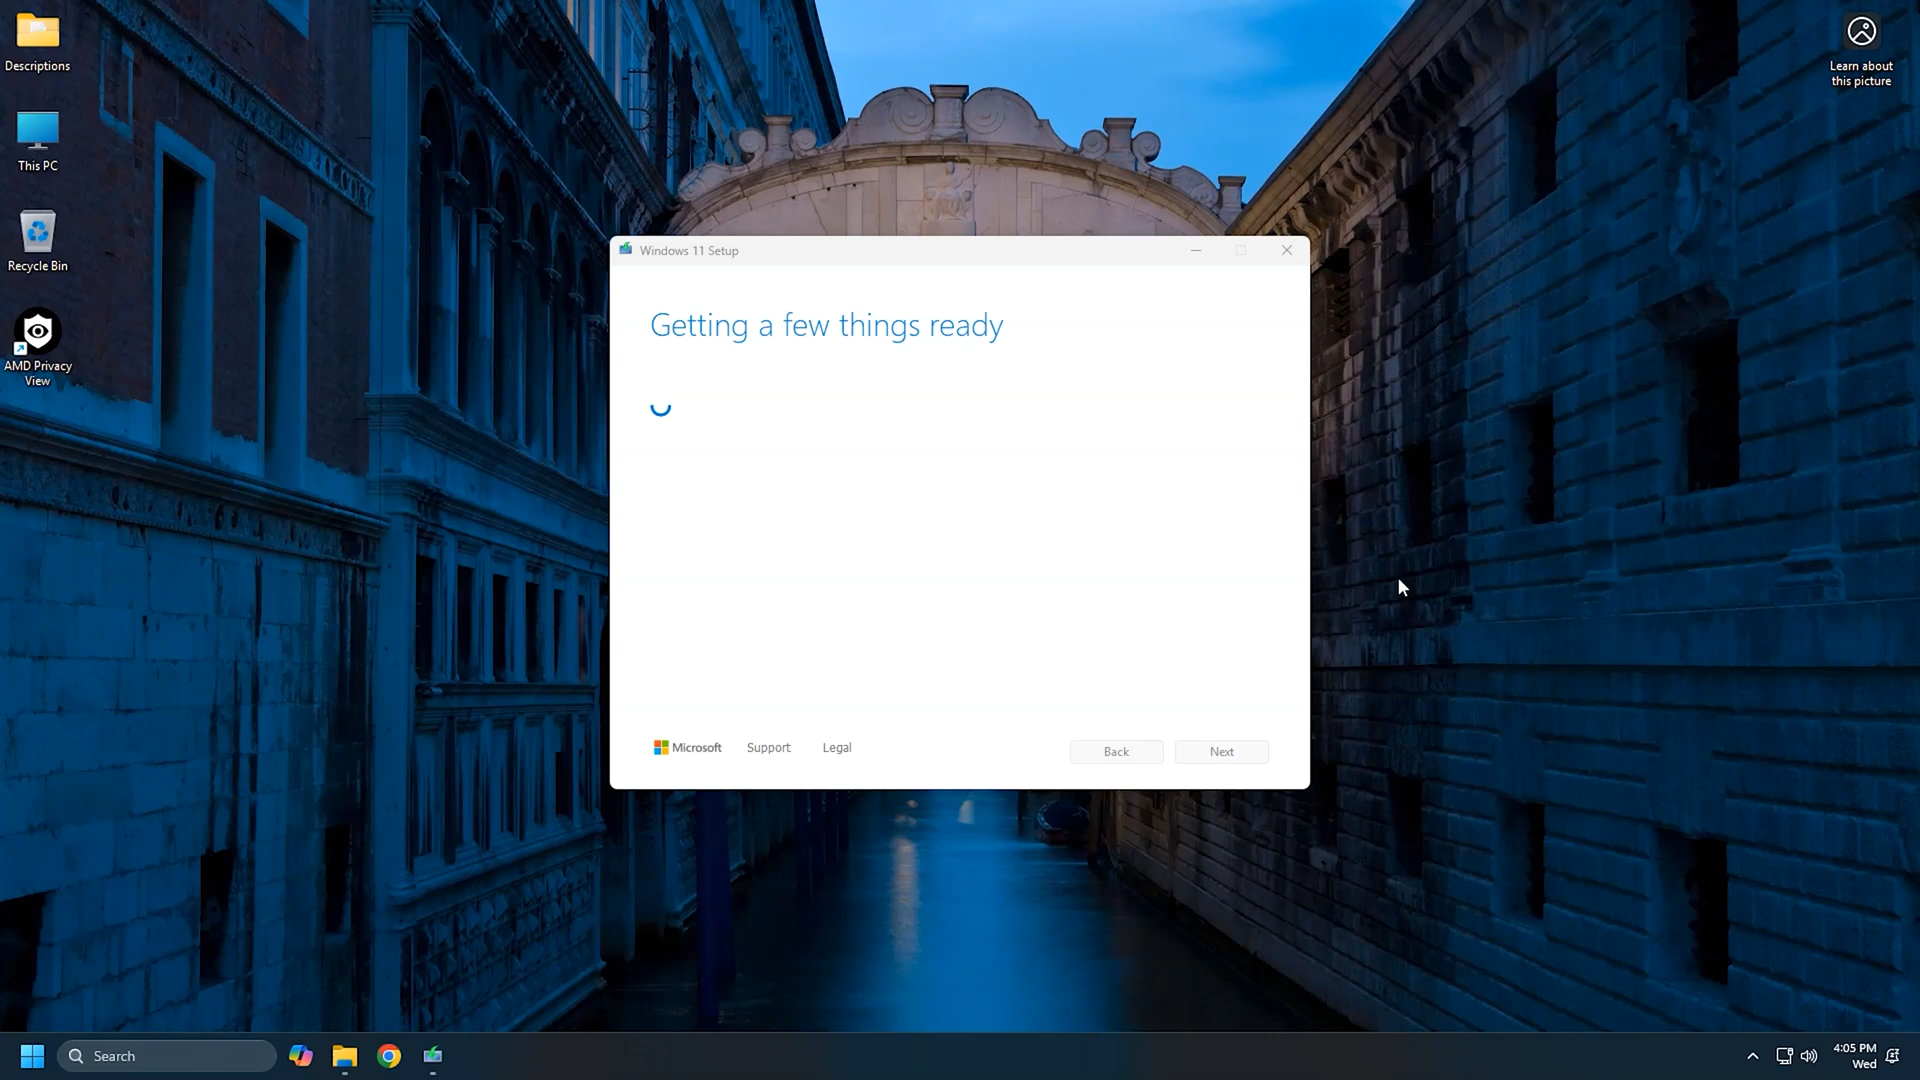 Descriptions
This PC
Recycle Bin
AMD Privacy
View
Learn about
this picture
Windows 11 Setup
Getting a few things ready
Microsoft
Support
Legal
Back
Next
Search
4:05 PM
Wed